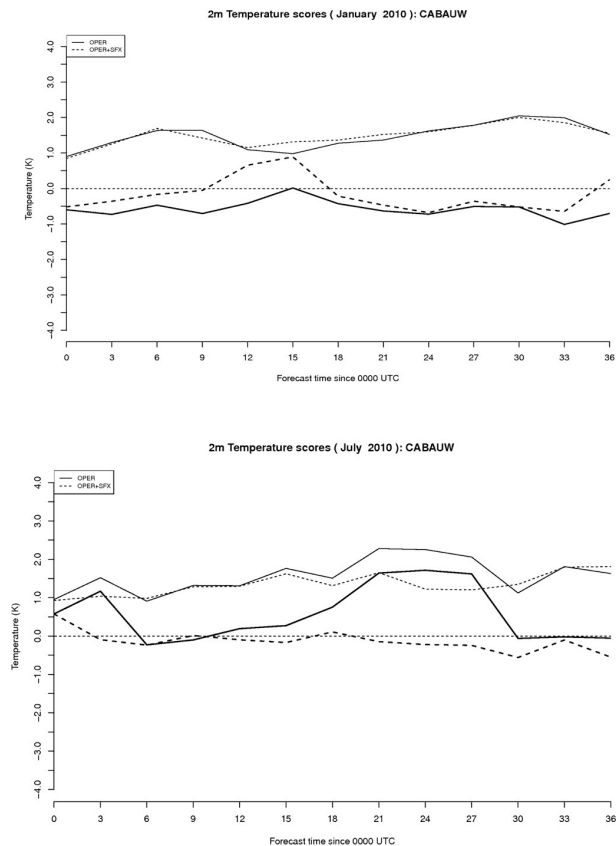 2m Temperature scores ( January 2010 ): CABAUW
OPER
OPER+SFX
Temperature (K)
4.0
3.0
2.0
1.0
0.0
−1.0
−2.0
−3.0
−4.0
0 3 6 9 12 15 18 21 24 27 30 33 36
Forecast time since 0000 UTC
2m Temperature scores ( July 2010 ): CABAUW
OPER
OPER+SFX
Temperature (K)
4.0
3.0
2.0
1.0
0.0
−1.0
−2.0
−3.0
−4.0
0 3 6 9 12 15 18 21 24 27 30 33 36
Forecast time since 0000 UTC